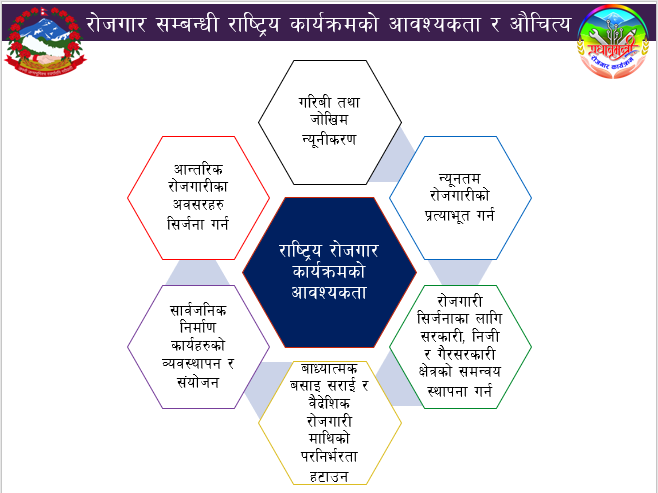 रोजगार सम्बन्धी राष्ट्रिय कार्यक्रमको आवश्यकता र औचित्य
प्रधानमन्त्री
रोजगार कार्यक्रम
गरिबी तथा
जोखिम
न्यूनीकरण
न्यूनतम
रोजगारीको
प्रत्याभूत गर्न
रोजगारी
सिर्जनाका लागि
सरकारी, निजी
र गैरसरकारी
क्षेत्रको समन्वय
स्थापना गर्न
बाध्यात्मक
बसाइ सराई र
वैदेशिक
रोजगारी
माथिको
परनिर्भरता
हटाउन
सार्वजनिक
निर्माण
कार्यहरुको
व्यवस्थापन र
संयोजन
आन्तरिक
रोजगारीका
अवसरहरु
सिर्जना गर्न
राष्ट्रिय रोजगार
कार्यक्रमको
आवश्यकता